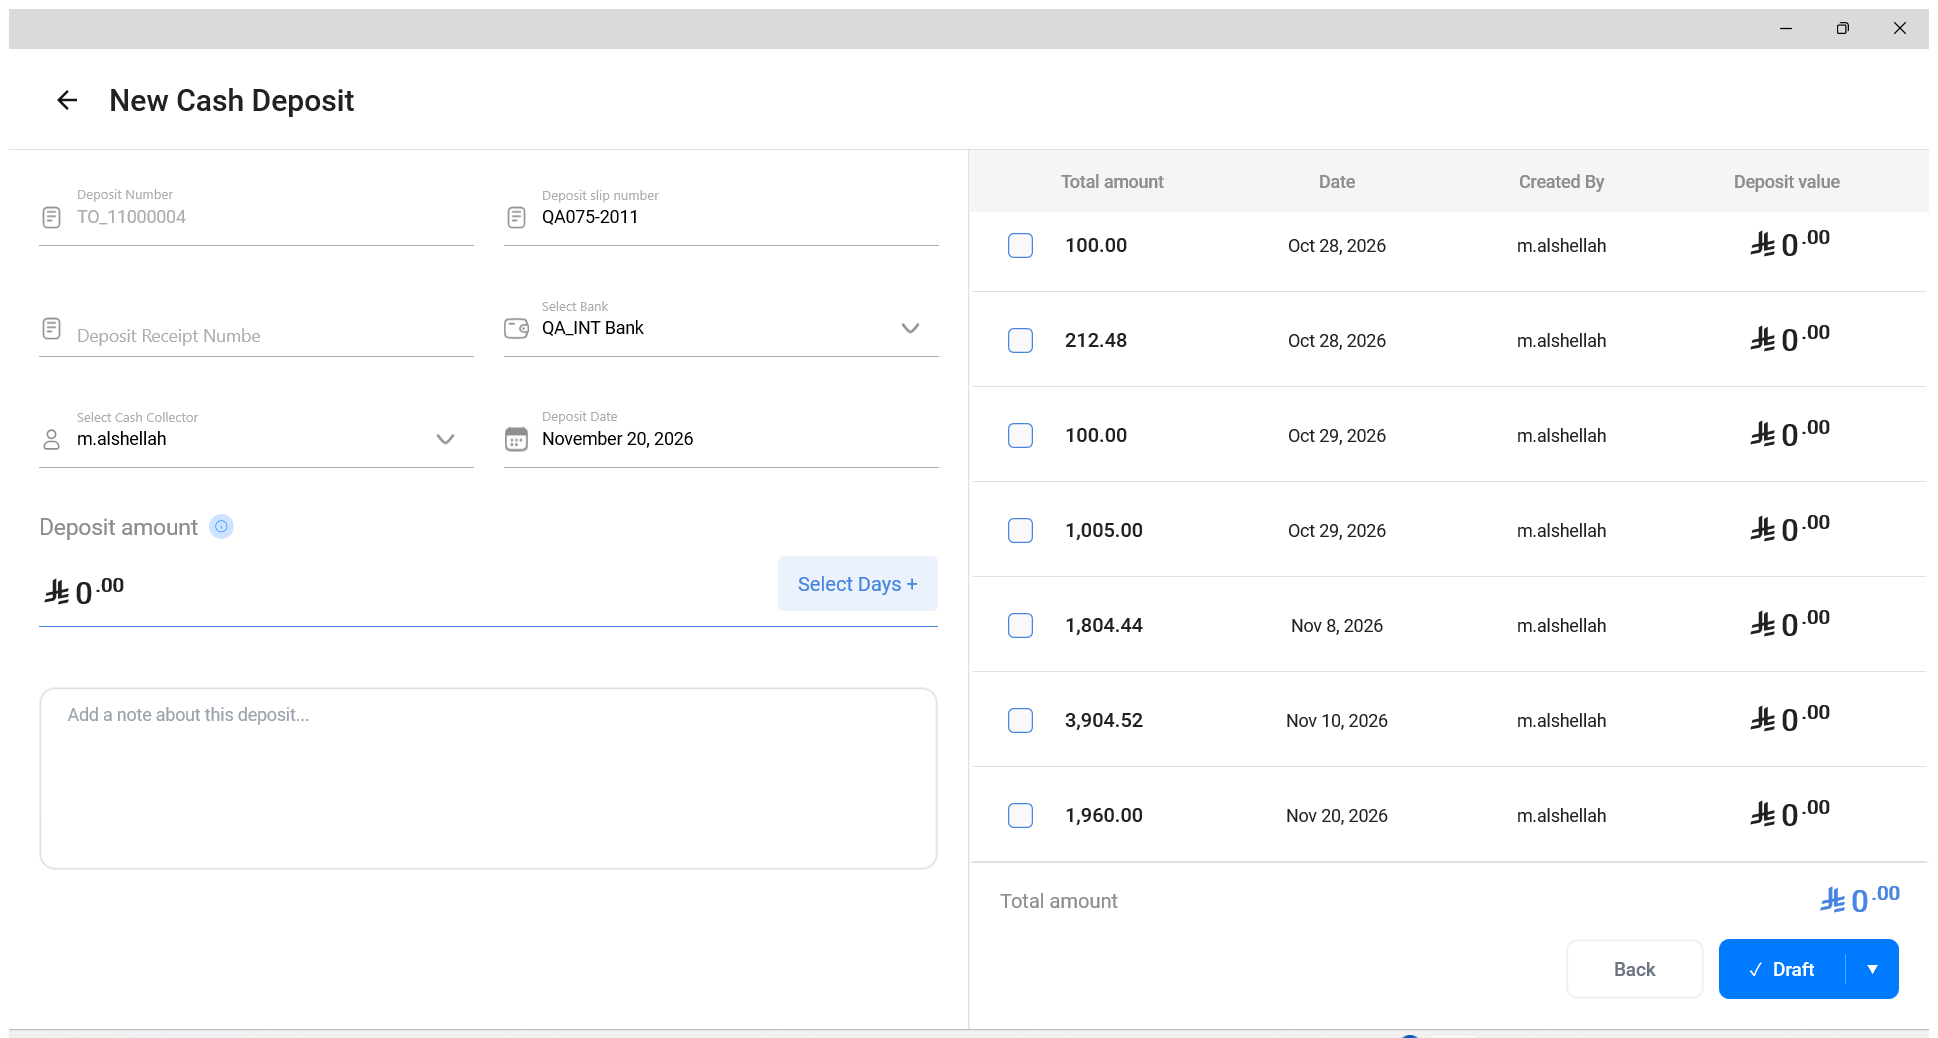 New Cash Deposit
Deposit Number
TO_11000004
Deposit slip number
QA075-2011
Deposit Receipt Numbe
Select Bank
QA_INT Bank
Select Cash Collector
m.alshellah
Deposit Date
November 20, 2026
Deposit amount
⃁ 0.00
Select Days +
Add a note about this deposit...
Total amount Date Created By Deposit value
100.00 Oct 28, 2026 m.alshellah ⃁ 0.00
212.48 Oct 28, 2026 m.alshellah ⃁ 0.00
100.00 Oct 29, 2026 m.alshellah ⃁ 0.00
1,005.00 Oct 29, 2026 m.alshellah ⃁ 0.00
1,804.44 Nov 8, 2026 m.alshellah ⃁ 0.00
3,904.52 Nov 10, 2026 m.alshellah ⃁ 0.00
1,960.00 Nov 20, 2026 m.alshellah ⃁ 0.00
Total amount ⃁ 0.00
Back ✓ Draft ▼